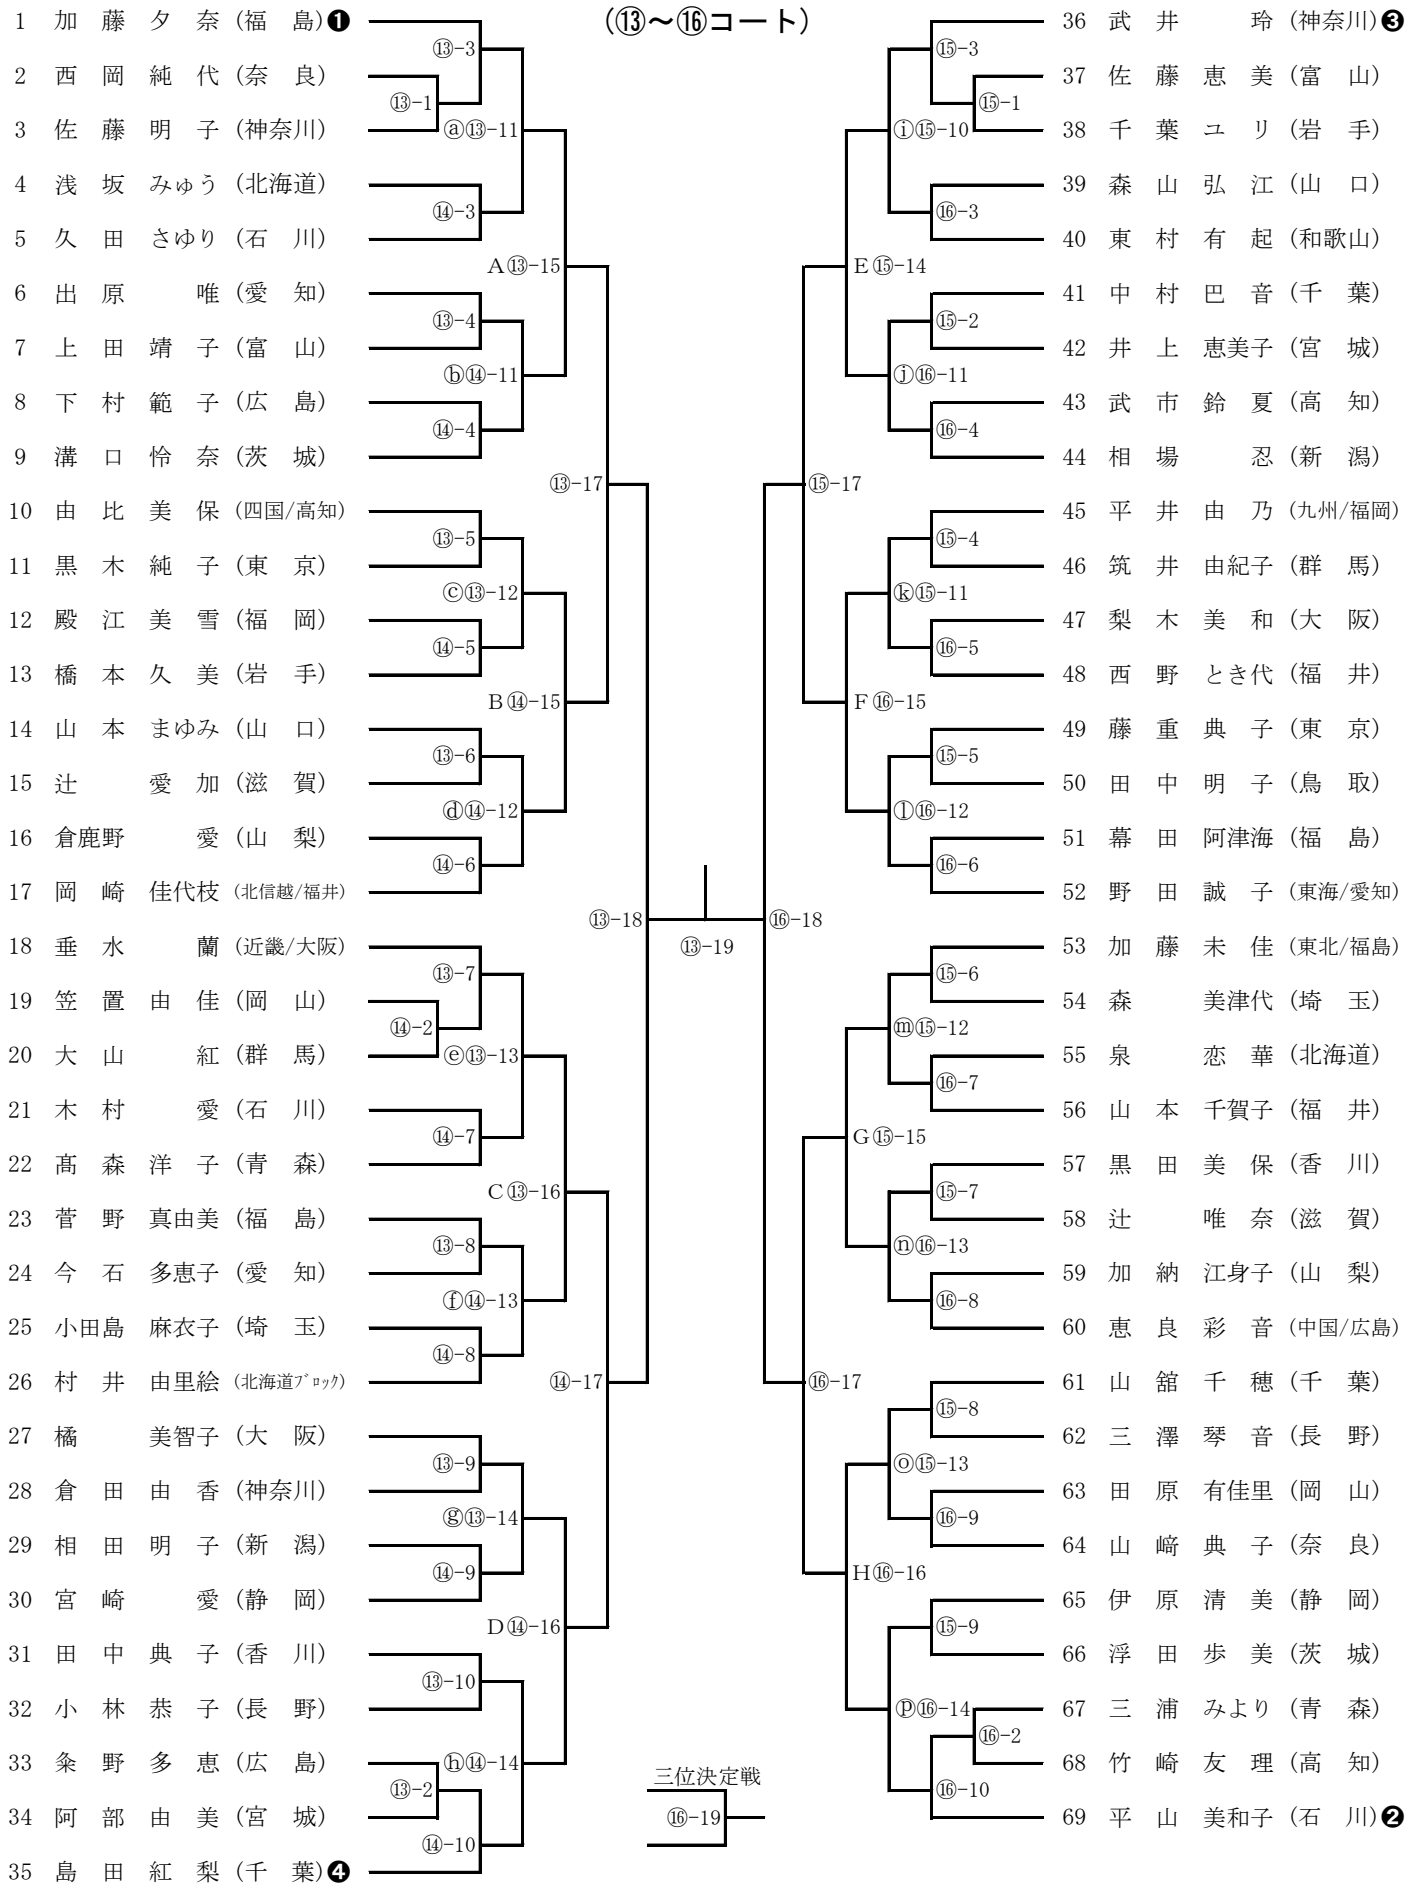 (⑬～⑯コート)
1 加藤夕奈 (福島) ❶
2 西岡純代 (奈良)
3 佐藤明子 (神奈川)
4 浅坂みゅう (北海道)
5 久田さゆり (石川)
6 出原唯 (愛知)
7 上田靖子 (富山)
8 下村範子 (広島)
9 溝口怜奈 (茨城)
10 由比美保 (四国/高知)
11 黒木純子 (東京)
12 殿江美雪 (福岡)
13 橋本久美 (岩手)
14 山本まゆみ (山口)
15 辻愛加 (滋賀)
16 倉鹿野愛 (山梨)
17 岡崎佳代枝 (北信越/福井)
18 垂水蘭 (近畿/大阪)
19 笠置由佳 (岡山)
20 大山紅 (群馬)
21 木村愛 (石川)
22 髙森洋子 (青森)
23 菅野真由美 (福島)
24 今石多恵子 (愛知)
25 小田島麻衣子 (埼玉)
26 村井由里絵 (北海道ﾌﾞﾛｯｸ)
27 橘美智子 (大阪)
28 倉田由香 (神奈川)
29 相田明子 (新潟)
30 宮崎愛 (静岡)
31 田中典子 (香川)
32 小林恭子 (長野)
33 粂野多恵 (広島)
34 阿部由美 (宮城)
35 島田紅梨 (千葉) ❹
⑬-3
⑬-1
ⓐ⑬-11
⑭-3
A⑬-15
⑬-4
ⓑ⑭-11
⑭-4
⑬-17
⑬-5
ⓒ⑬-12
⑭-5
B⑭-15
⑬-6
ⓓ⑭-12
⑭-6
⑬-18
⑬-7
⑭-2
ⓔ⑬-13
⑭-7
C⑬-16
⑬-8
ⓕ⑭-13
⑭-8
⑭-17
⑬-9
ⓖ⑬-14
⑭-9
D⑭-16
⑬-10
ⓗ⑭-14
⑬-2
⑭-10
⑬-19
三位決定戦
⑯-19
⑮-3
⑮-1
ⓘ⑮-10
⑯-3
E⑮-14
⑮-2
ⓙ⑯-11
⑯-4
⑮-17
⑮-4
ⓚ⑮-11
⑯-5
F⑯-15
⑮-5
ⓛ⑯-12
⑯-6
⑯-18
⑮-6
ⓜ⑮-12
⑯-7
G⑮-15
⑮-7
ⓝ⑯-13
⑯-8
⑯-17
⑮-8
ⓞ⑮-13
⑯-9
H⑯-16
⑮-9
ⓟ⑯-14
⑯-2
⑯-10
36 武井玲 (神奈川) ❸
37 佐藤恵美 (富山)
38 千葉ユリ (岩手)
39 森山弘江 (山口)
40 東村有起 (和歌山)
41 中村巴音 (千葉)
42 井上恵美子 (宮城)
43 武市鈴夏 (高知)
44 相場忍 (新潟)
45 平井由乃 (九州/福岡)
46 筑井由紀子 (群馬)
47 梨木美和 (大阪)
48 西野とき代 (福井)
49 藤重典子 (東京)
50 田中明子 (鳥取)
51 幕田阿津海 (福島)
52 野田誠子 (東海/愛知)
53 加藤未佳 (東北/福島)
54 森美津代 (埼玉)
55 泉恋華 (北海道)
56 山本千賀子 (福井)
57 黒田美保 (香川)
58 辻唯奈 (滋賀)
59 加納江身子 (山梨)
60 恵良彩音 (中国/広島)
61 山舘千穂 (千葉)
62 三澤琴音 (長野)
63 田原有佳里 (岡山)
64 山﨑典子 (奈良)
65 伊原清美 (静岡)
66 浮田歩美 (茨城)
67 三浦みより (青森)
68 竹崎友理 (高知)
69 平山美和子 (石川) ❷